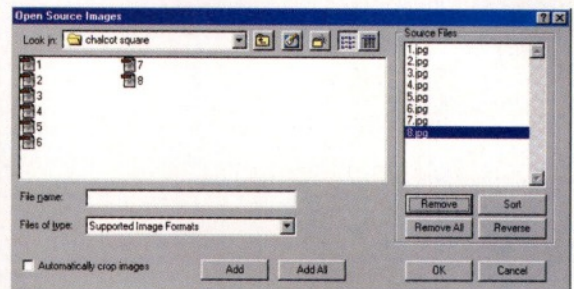 Open Source Images
Look in: chalcot square
1
2
3
4
5
6
7
8
File name:
Files of type: Supported Image Formats
Automatically crop images
Add
Add All
Source Files
1.jpg
2.jpg
3.jpg
4.jpg
5.jpg
6.jpg
7.jpg
8.jpg
Remove
Sort
Remove All
Reverse
OK
Cancel